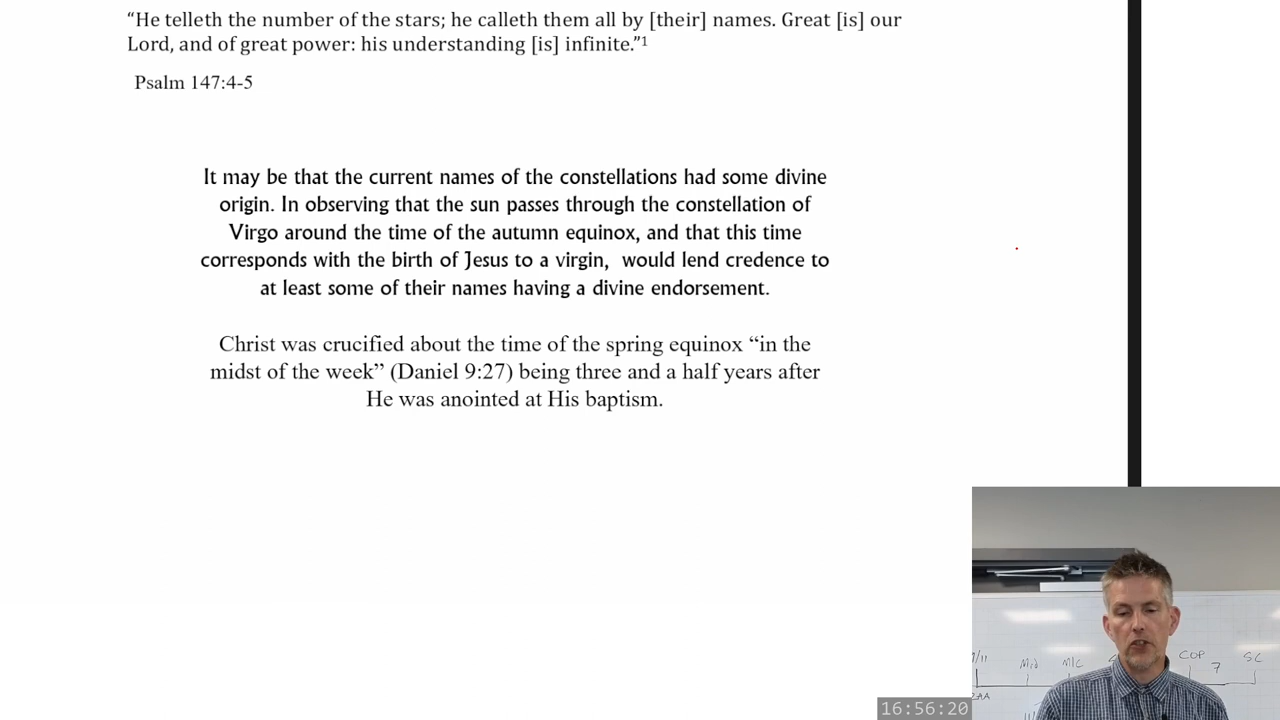 “He telleth the number of the stars; he calleth them all by [their] names. Great [is] our
Lord, and of great power: his understanding [is] infinite.”¹
Psalm 147:4-5
It may be that the current names of the constellations had some divine
origin. In observing that the sun passes through the constellation of
Virgo around the time of the autumn equinox, and that this time
corresponds with the birth of Jesus to a virgin,  would lend credence to
at least some of their names having a divine endorsement.
Christ was crucified about the time of the spring equinox “in the
midst of the week” (Daniel 9:27) being three and a half years after
He was anointed at His baptism.
COP
7
SC
16:56:20